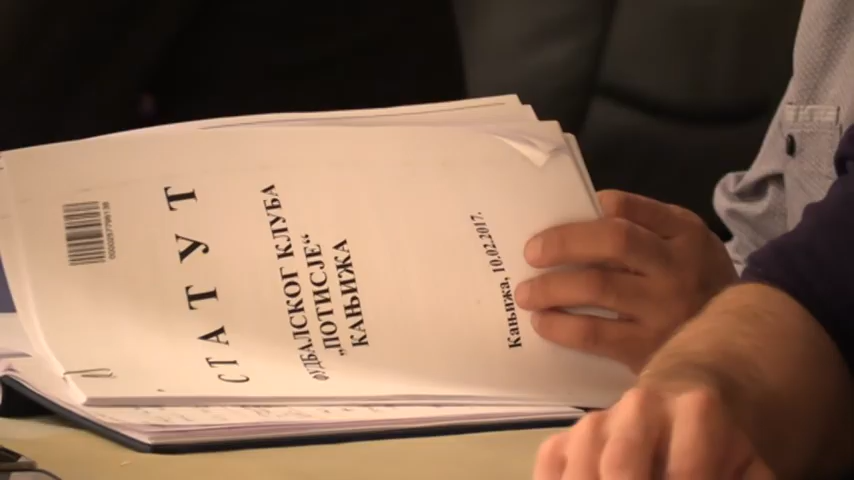 СТАТУТ
ФУДБАЛСКОГ КЛУБА
„ПОТИСЈЕ“
КАЊИЖА
Кањижа, 10.02.2017.